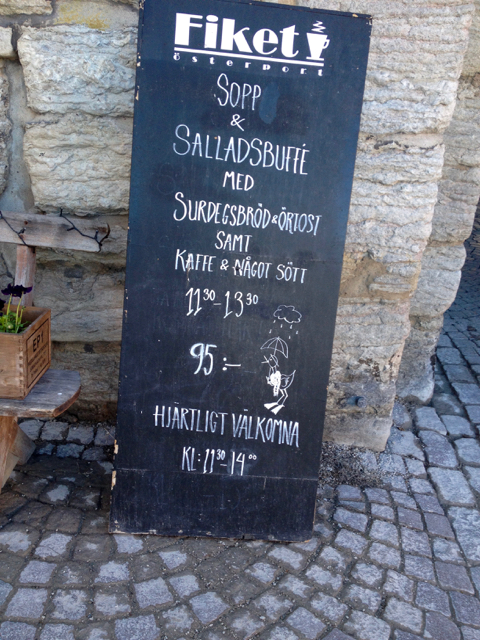 Fiket
österport
SOPP
&
SALLADSBUFFÉ
MED
SURDEGSBRÖD & ÖRTOST
SAMT
KAFFE & NÅGOT SÖTT
11³⁰-13³⁰
95:-
HJÄRTLIGT VÄLKOMNA
KL: 11³⁰-14⁰⁰